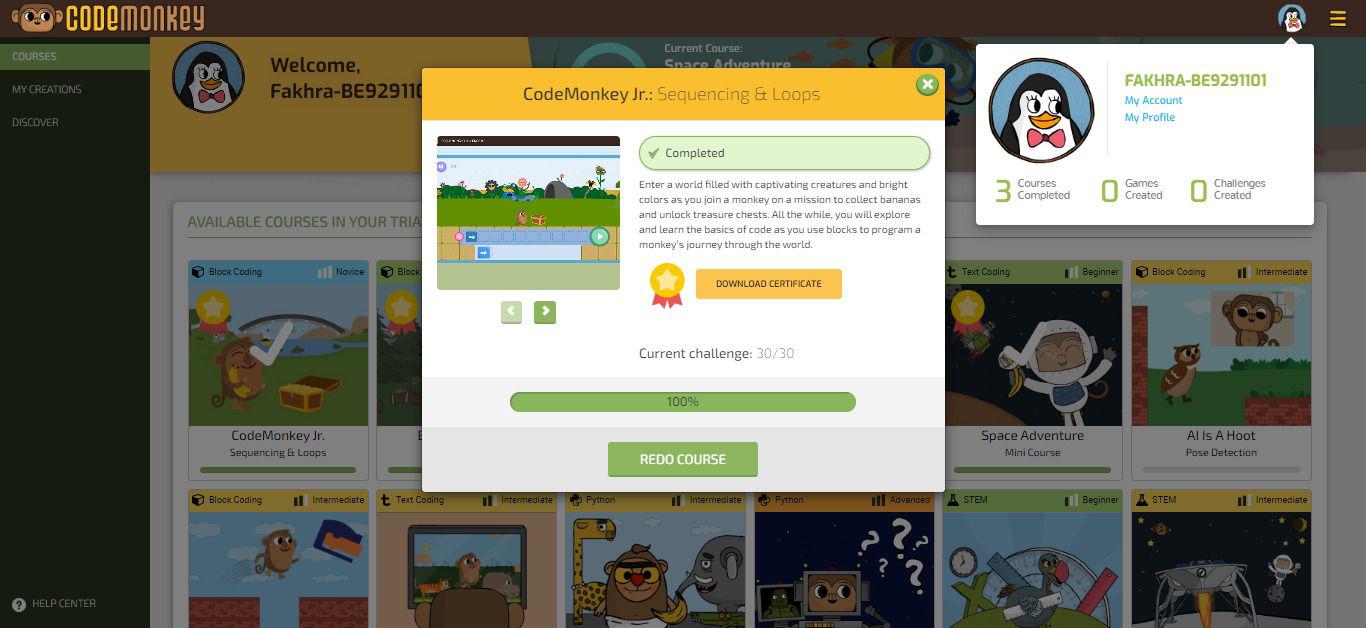 CODEMONKEY
COURSES
MY CREATIONS
DISCOVER
HELP CENTER
Welcome,
Fakhra-BE92911
Current Course:
Space Adventure
FAKHRA-BE9291101
My Account
My Profile
3 Courses Completed
0 Games Created
0 Challenges Created
AVAILABLE COURSES IN YOUR TRIA
CodeMonkey Jr.: Sequencing & Loops
Completed
Enter a world filled with captivating creatures and bright
colors as you join a monkey on a mission to collect bananas
and unlock treasure chests. All the while, you will explore
and learn the basics of code as you use blocks to program a
monkey's journey through the world.
DOWNLOAD CERTIFICATE
Current challenge: 30/30
100%
REDO COURSE
Block Coding Novice
CodeMonkey Jr.
Sequencing & Loops
Block
Text Coding Beginner
Space Adventure
Mini Course
Block Coding Intermediate
AI Is A Hoot
Pose Detection
Block Coding Intermediate
Text Coding Intermediate
Python Intermediate
Python Advanced
STEM Beginner
STEM Intermediate